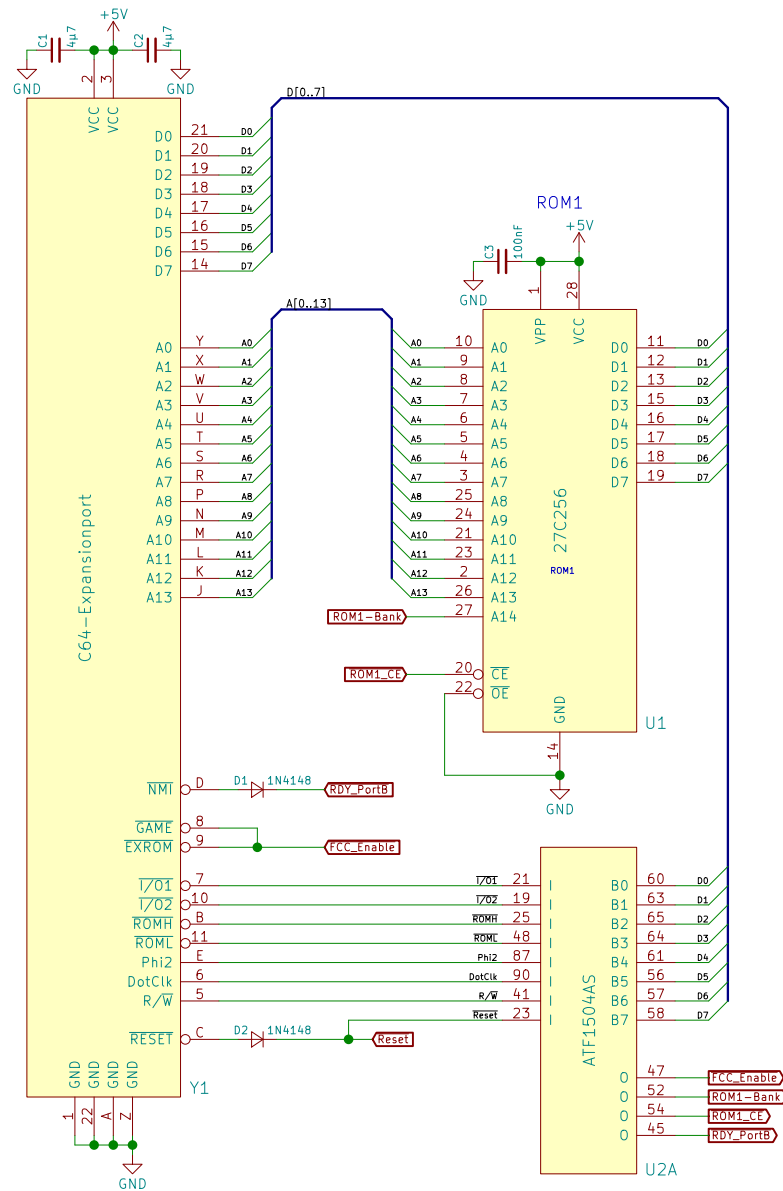 +5V
C1
4µ7
C2
4µ7
GND
2
3
GND
VCC
VCC
D[0..7]
D0 21 D0
D1 20 D1
D2 19 D2
D3 18 D3
D4 17 D4
D5 16 D5
D6 15 D6
D7 14 D7
ROM1
+5V
C3
100nF
GND
1
28
A[0..13]
VPP
VCC
A0 Y A0
A1 X A1
A2 W A2
A3 V A3
A4 U A4
A5 T A5
A6 S A6
A7 R A7
A8 P A8
A9 N A9
A10 M A10
A11 L A11
A12 K A12
A13 J A13
C64-Expansionport
A0 10 A0
A1 9 A1
A2 8 A2
A3 7 A3
A4 6 A4
A5 5 A5
A6 4 A6
A7 3 A7
A8 25 A8
A9 24 A9
A10 21 A10
A11 23 A11
A12 2 A12
A13 26 A13
ROM1-Bank 27 A14
ROM1_CE 20 CE
22 OE
27C256
ROM1
D0 11 D0
D1 12 D1
D2 13 D2
D3 15 D3
D4 16 D4
D5 17 D5
D6 18 D6
D7 19 D7
GND
14
U1
GND
NMI D D1 1N4148 RDY_PortB
GAME 8
EXROM 9 FCC_Enable
I/O1 7 I/O1 21 I
I/O2 10 I/O2 19 I
ROMH B ROMH 25 I
ROML 11 ROML 48 I
Phi2 E Phi2 87 I
DotClk 6 DotClk 90 I
R/W 5 R/W 41 I
Reset 23 I
RESET C D2 1N4148 Reset
ATF1504AS
B0 60 D0
B1 63 D1
B2 65 D2
B3 64 D3
B4 61 D4
B5 56 D5
B6 57 D6
B7 58 D7
O 47 FCC_Enable
O 52 ROM1-Bank
O 54 ROM1_CE
O 45 RDY_PortB
U2A
GND
GND
GND
GND
Y1
1
22
A
Z
GND